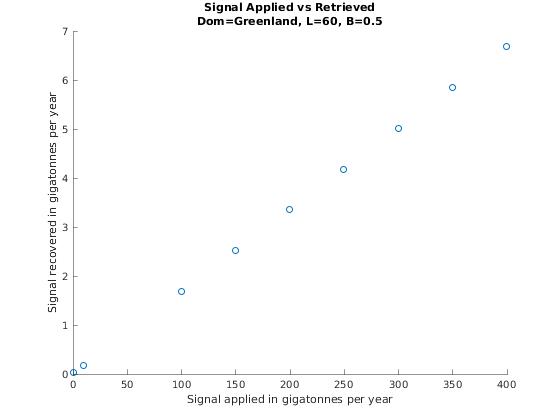 Signal Applied vs Retrieved
Dom=Greenland, L=60, B=0.5
Signal recovered in gigatonnes per year
7
6
5
4
3
2
1
0
0 50 100 150 200 250 300 350 400
Signal applied in gigatonnes per year